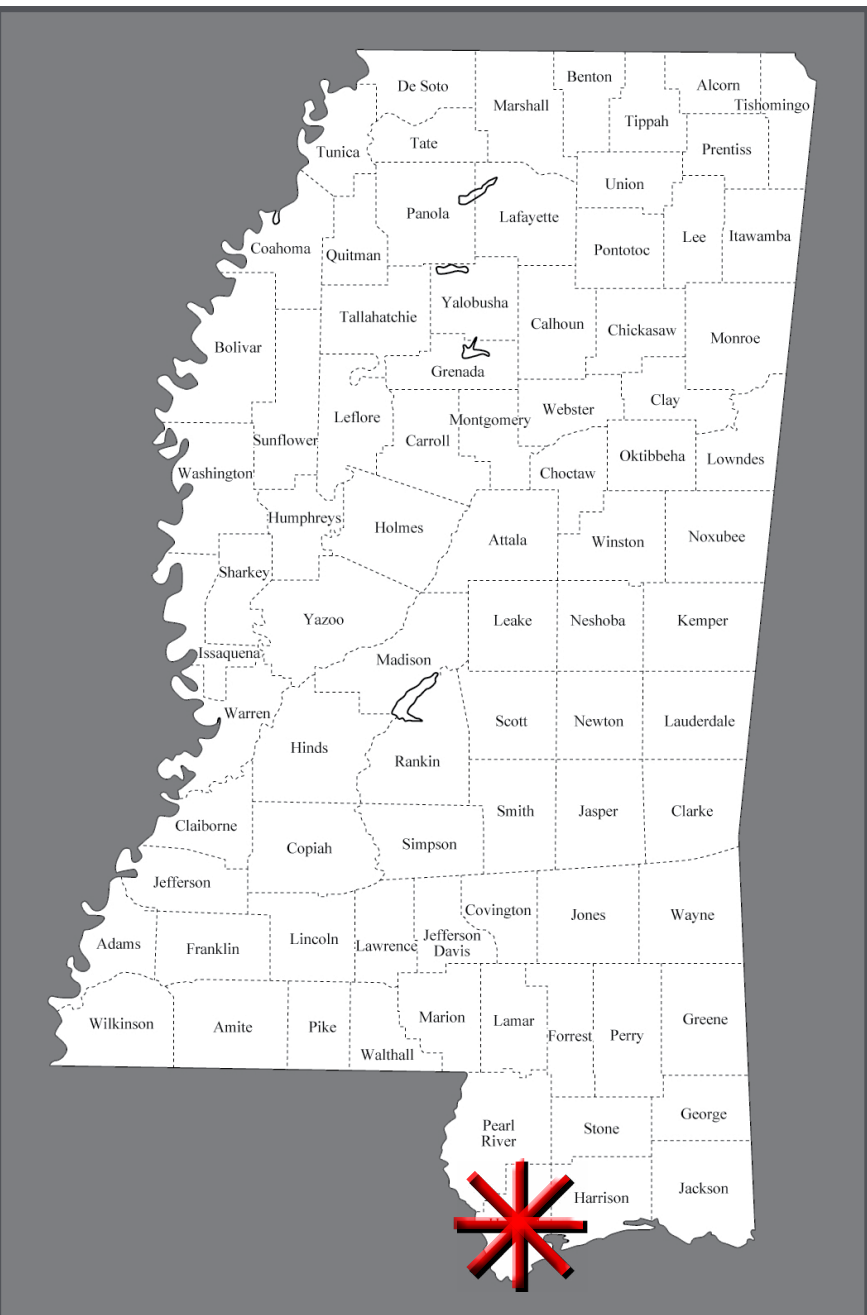 De Soto
Benton
Alcorn
Marshall
Tishomingo
Tippah
Tate
Prentiss
Tunica
Union
Panola
Lafayette
Lee
Itawamba
Coahoma
Quitman
Pontotoc
Yalobusha
Tallahatchie
Calhoun
Chickasaw
Monroe
Bolivar
Grenada
Clay
Webster
Leflore
Montgomery
Carroll
Sunflower
Oktibbeha
Lowndes
Washington
Choctaw
Humphreys
Holmes
Noxubee
Attala
Winston
Sharkey
Yazoo
Leake
Neshoba
Kemper
Issaquena
Madison
Warren
Scott
Newton
Lauderdale
Hinds
Rankin
Smith
Jasper
Clarke
Claiborne
Copiah
Simpson
Jefferson
Covington
Jones
Wayne
Adams
Franklin
Lincoln
Lawrence
Jefferson
Davis
Wilkinson
Amite
Pike
Marion
Lamar
Greene
Forrest
Perry
Walthall
George
Pearl
River
Stone
Harrison
Jackson